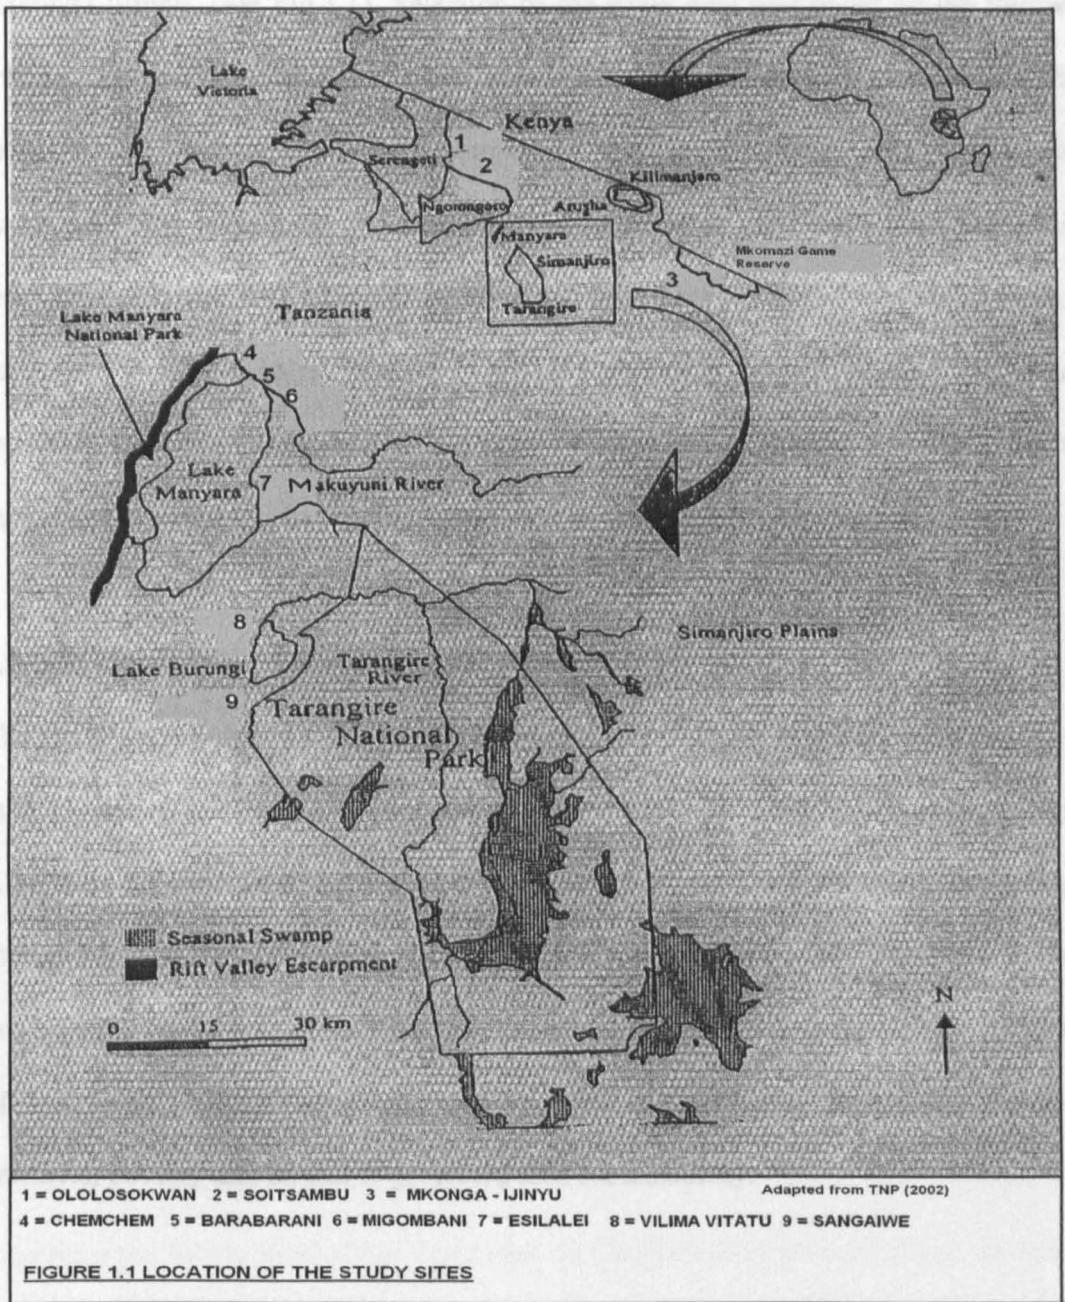 Lake
Victoria
Kenya
1
2
Serengeti
Kilimanjaro
Ngorongoro
Arusha
Manyara
Simanjiro
Mkomazi Game
Reserve
3
Tarangire
Tanzania
Lake Manyara
National Park
4
5
6
Lake
Manyara
7
Makuyuni River
8
Simanjiro Plains
Lake Burungi
Tarangire
River
9
Tarangire
National
Park
Seasonal Swamp
Rift Valley Escarpment
N
0 15 30 km
1 = OLOLOSOKWAN 2 = SOITSAMBU 3 = MKONGA - IJINYU
Adapted from TNP (2002)
4 = CHEMCHEM 5 = BARABARANI 6 = MIGOMBANI 7 = ESILALEI 8 = VILIMA VITATU 9 = SANGAIWE
FIGURE 1.1 LOCATION OF THE STUDY SITES